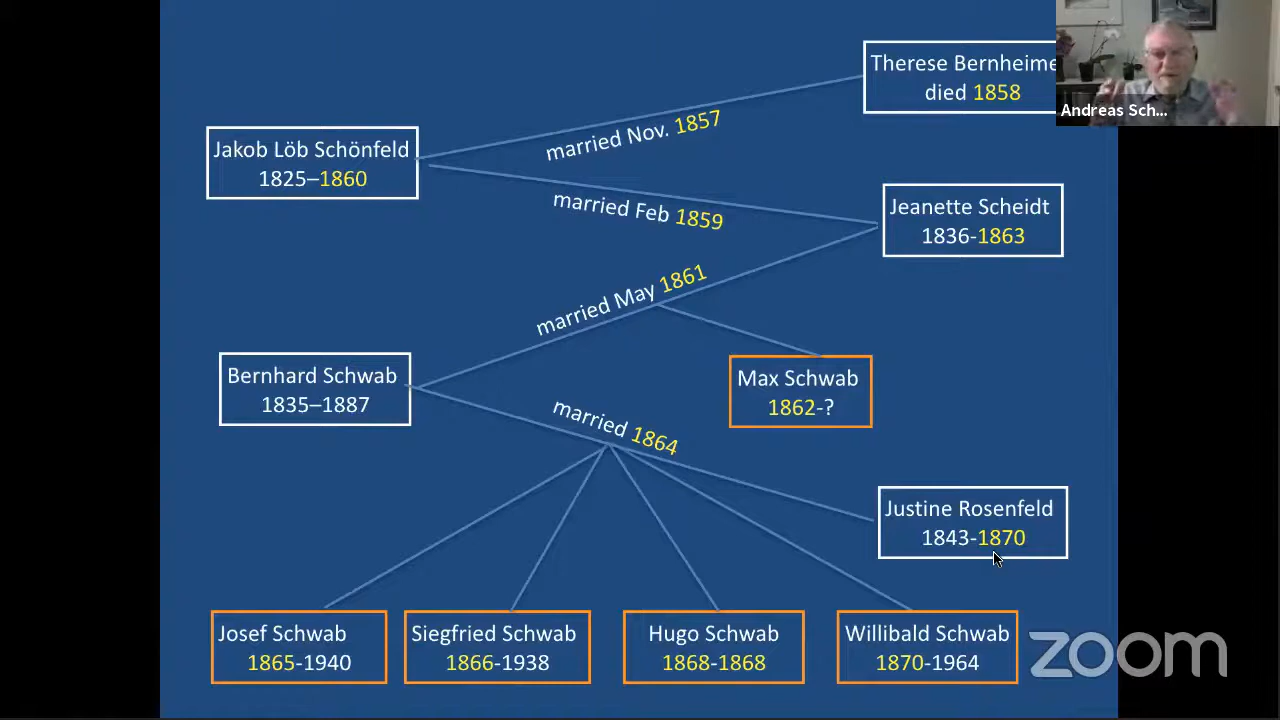 Therese Bernheime
died 1858
Andreas Sch...
married Nov. 1857
Jakob Löb Schönfeld
1825–1860
married Feb 1859
Jeanette Scheidt
1836-1863
married May 1861
Bernhard Schwab
1835–1887
Max Schwab
1862-?
married 1864
Justine Rosenfeld
1843-1870
Josef Schwab
1865-1940
Siegfried Schwab
1866-1938
Hugo Schwab
1868-1868
Willibald Schwab
1870-1964
zoom